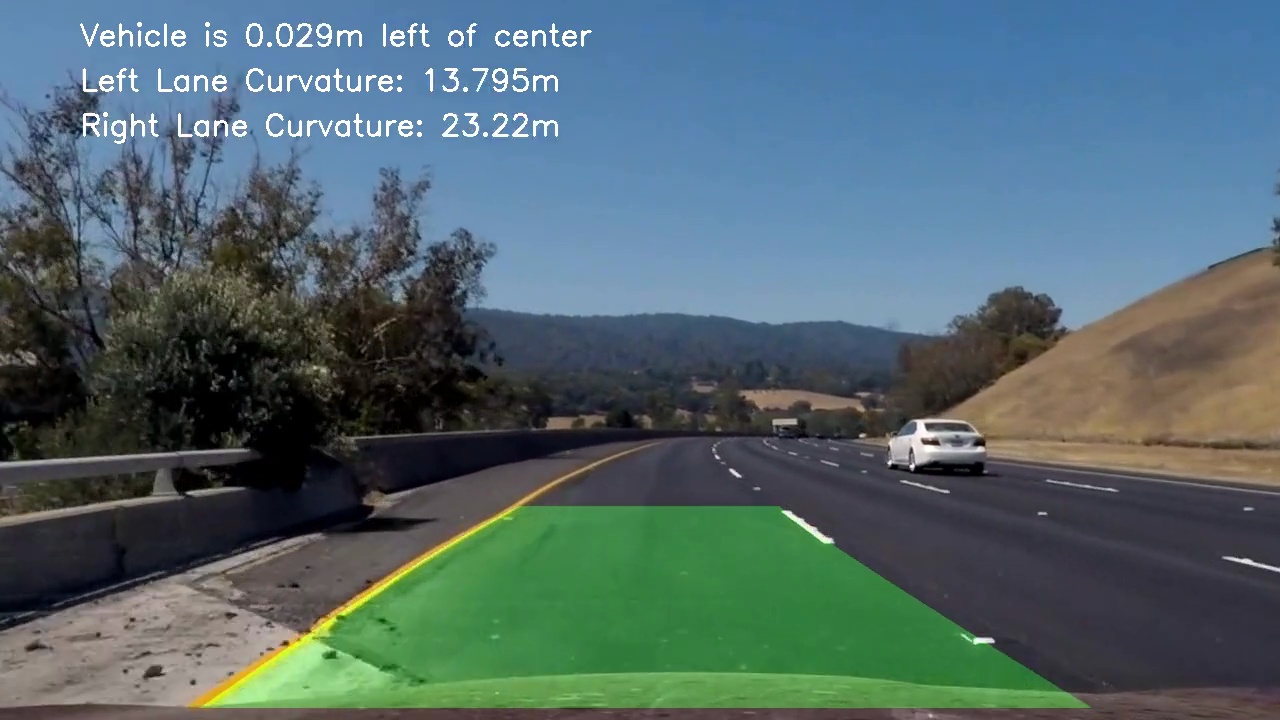 Vehicle is 0.029m left of center
Left Lane Curvature: 13.795m
Right Lane Curvature: 23.22m